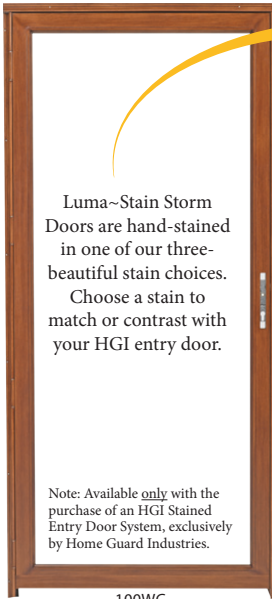 Luma~Stain Storm
Doors are hand-stained
in one of our three-
beautiful stain choices.
Choose a stain to
match or contrast with
your HGI entry door.
Note: Available only with the
purchase of an HGI Stained
Entry Door System, exclusively
by Home Guard Industries.
100WG